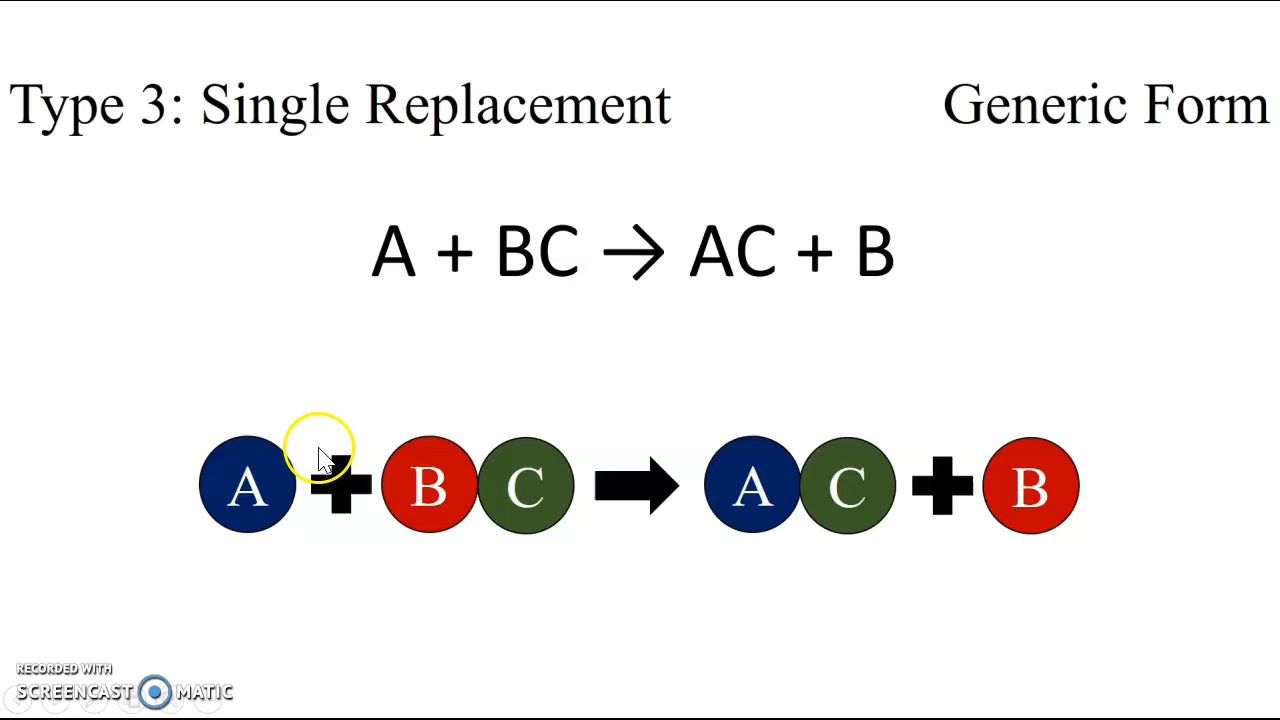 Type 3: Single Replacement Generic Form
A + BC → AC + B
A + B C → A C + B
RECORDED WITH
SCREENCAST MATIC